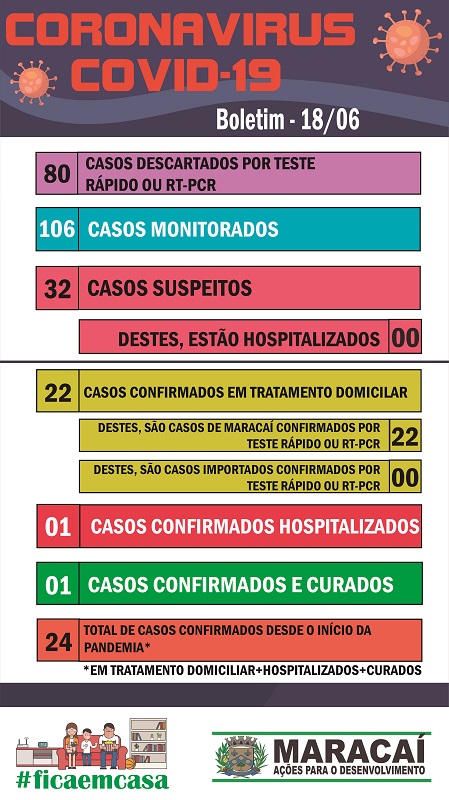 CORONAVIRUS
COVID-19
Boletim - 18/06
80 CASOS DESCARTADOS POR TESTE
RÁPIDO OU RT-PCR
106 CASOS MONITORADOS
32 CASOS SUSPEITOS
DESTES, ESTÃO HOSPITALIZADOS 00
22 CASOS CONFIRMADOS EM TRATAMENTO DOMICILAR
DESTES, SÃO CASOS DE MARACAÍ CONFIRMADOS POR
TESTE RÁPIDO OU RT-PCR 22
DESTES, SÃO CASOS IMPORTADOS CONFIRMADOS POR
TESTE RÁPIDO OU RT-PCR 00
01 CASOS CONFIRMADOS HOSPITALIZADOS
01 CASOS CONFIRMADOS E CURADOS
24 TOTAL DE CASOS CONFIRMADOS DESDE O INÍCIO DA
PANDEMIA*
*EM TRATAMENTO DOMICILIAR+HOSPITALIZADOS+CURADOS
#ficaemcasa
MARACAÍ
AÇÕES PARA O DESENVOLVIMENTO